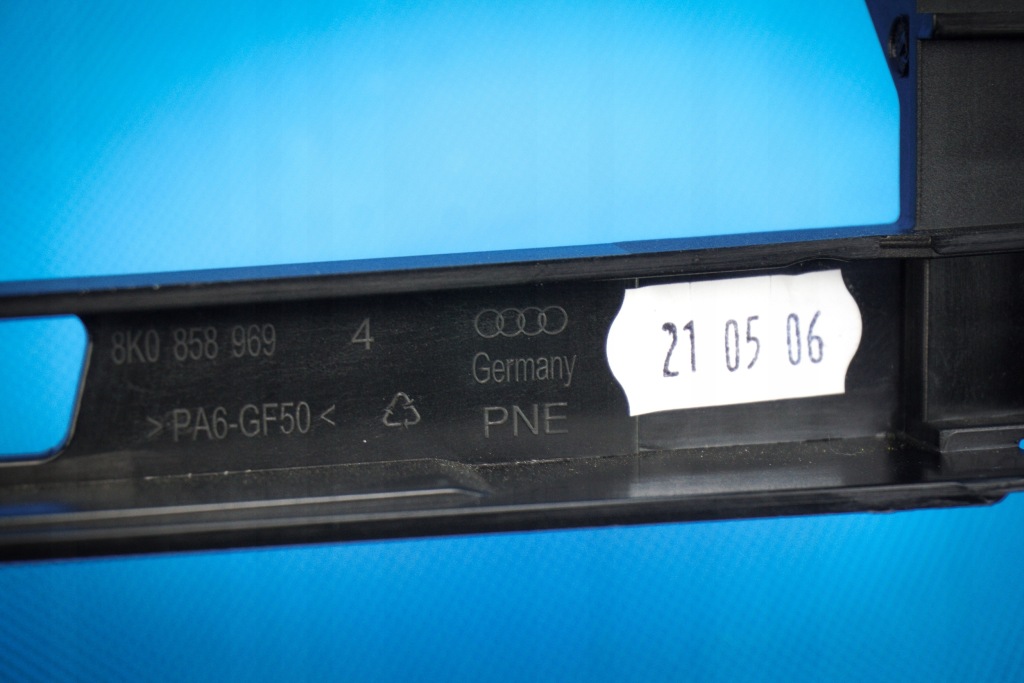 8K0 858 969 4
Germany
>PA6-GF50<
PNE
21 05 06